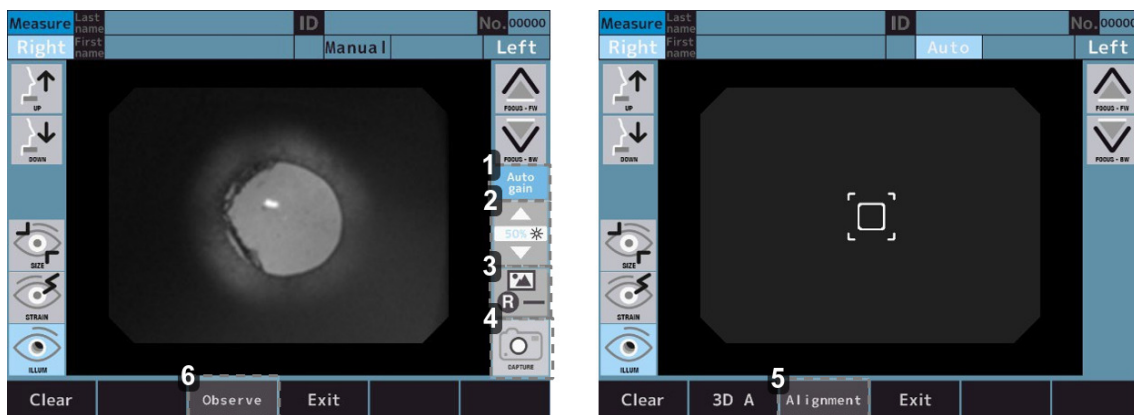 Measure Last name ID No. 00000
Right First name Manual Left
UP
FOCUS - FW
DOWN
FOCUS - BW
1
Auto gain
2
50%
3
SIZE
R
STRAIN
4
ILLUM
CAPTURE
6
Clear Observe Exit
Measure Last name ID No. 00000
Right First name Auto Left
UP
FOCUS - FW
DOWN
FOCUS - BW
SIZE
STRAIN
ILLUM
5
Clear 3D A Alignment Exit